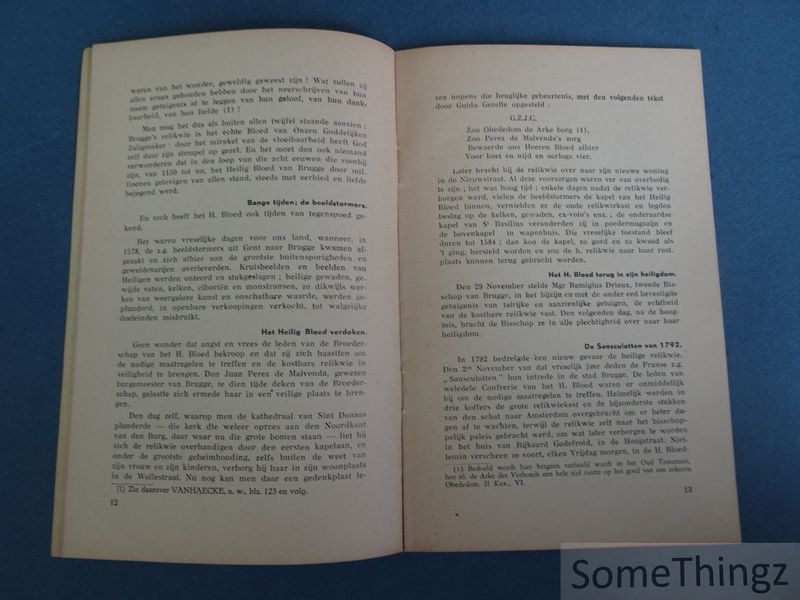 waren van het wonder, geweldig geweest zijn ! Wat zullen zij
allen eraan gehouden hebben door het neerschrijven van hun
naam getuigenis af te leggen van hun geloof, van hun dank-
baarheid, van hun liefde (1) !
Men mag het dus als buiten allen twijfel staande aanzien :
Brugge's relikwie is het echte Bloed van Onzen Goddelijken
Zaligmaker : door het mirakel van de vloeibaarheid heeft God
zelf daar zijn stempel op gezet. En het moet dan ook niemand
verwonderen dat in den loop van die acht eeuwen die voorbij
zijn, van 1150 tot nu, het Heilig Bloed van Brugge door mil-
lioenen gelovigen van allen stand, steeds met eerbied en liefde
bejegend werd.
Bange tijden; de beeldstormers.
En toch heeft het H. Bloed ook tijden van tegenspoed ge-
kend.
Het waren vreselijke dagen voor ons land, wanneer, in
1578, de z.g. beeldstormers uit Gent naar Brugge kwamen af-
gezakt en zich alhier aan de grootste buitensporigheden en
geweldenarijen overleverden. Kruisbeelden en beelden van
Heiligen werden onteerd en stukgeslagen ; heilige gewaden, ge-
wijde vaten, kelken, ciboriën en monstransen, zo dikwijls wer-
ken van weergaloze kunst en onschatbare waarde, werden ge-
plunderd, in openbare verkoopingen verkocht, tot walgelijke
doeleinden misbruikt.
Het Heilig Bloed verdoken.
Geen wonder dat angst en vrees de leden van de Broeder-
schap van het H. Bloed bekroop en dat zij zich haastten om
de nodige maatregelen te treffen en de kostbare relikwie in
veiligheid te brengen. Don Juan Perez de Malvenda, gewezen
burgemeester van Brugge, te dien tijde deken van de Broeder-
schap, gelastte zich ermede haar in een veilige plaats te bren-
gen.
Den dag zelf, waarop men de kathedraal van Sint Donaas
plunderde — die kerk die weleer oprees aan den Noordkant
van den Burg, daar waar nu die grote bomen staan — liet hij
zich de relikwie overhandigen door den eersten kapelaan, en
onder de grootste geheimhouding, zelfs buiten de weet van
zijn vrouw en zijn kinderen, verborg hij haar in zijn woonplaats
in de Wollestraat. Nu nog kan men daar een gedenkplaat le-
(1) Zie daarover VANHAECKE, a. w., blz. 123 en volg.
12
zen nopens die heuglijke gebeurtenis, met den volgenden tekst
door Guido Gezelle opgesteld :
G.Z.J.C.
Zoo Obededom de Arke borg (1),
Zoo Perez de Malvenda's zorg
Bewaerde ons Heeren Bloed alhier
Voor haet en nijd en oorlogs vier.
Later bracht hij de relikwie over naar zijn nieuwe woning
in de Nieuwstraat. Al deze voorzorgen waren ver van overbodig
te zijn ; het was hoog tijd ; enkele dagen nadat de relikwie ver-
borgen werd, vielen de beeldstormers de kapel van het Heilig
Bloed binnen, vernielden er de oude relikwiekast en legden
beslag op de kelken, gewaden, ex-voto's enz. ; de onderaardse
kapel van St Basilius veranderden zij in poedermagazijn en
de bovenkapel in wapenhuis. Die vreselijke toestand bleef
duren tot 1584 ; dan kon de kapel, zo goed en zo kwaad als
't ging, hersteld worden en zou de h. relikwie naar haar rust-
plaats kunnen terug gebracht worden.
Het H. Bloed terug in zijn heiligdom.
Den 29 November stelde Mgr Remigius Drieux, tweede Bis-
schop van Brugge, in het bijzijn en met de onder eed bevestigde
getuigenis van talrijke en aanzienlijke getuigen, de echtheid
van de kostbare relikwie vast. Den volgenden dag, na de hoog-
mis, bracht de Bisschop ze in alle plechtigheid over naar haar
heiligdom.
De Sansculotten van 1792.
In 1792 bedreigde een nieuw gevaar de heilige relikwie.
Den 2en November van dat vreselijk jaar deden de Franse z.g.
„ Sansculotten " hun intrede in de stad Brugge. De leden van
weledele Confrerie van het H. Bloed waren er onmiddellijk
bij om de nodige maatregelen te treffen. Heimelijk werden in
drie koffers de grote relikwiekast en de bijzonderste stukken
van den schat naar Amsterdam overgebracht om er beter da-
gen af te wachten, terwijl de relikwie zelf naar het bisschop-
pelijk paleis gebracht werd, om wat later verborgen te worden
in het huis van Rijkaard Godefroid, in de Hoogstraat. Niet-
temin verscheen ze voort, elken Vrijdag morgen, in de H. Bloed-
(1) Bedoeld wordt hier hetgeen verhaald wordt in het Oud Testament,
hoe nl. de Arke des Verbonds een hele tijd rustte op het goed van een zekeren
Obededom. II Kon., VI.
13
SomeThingz